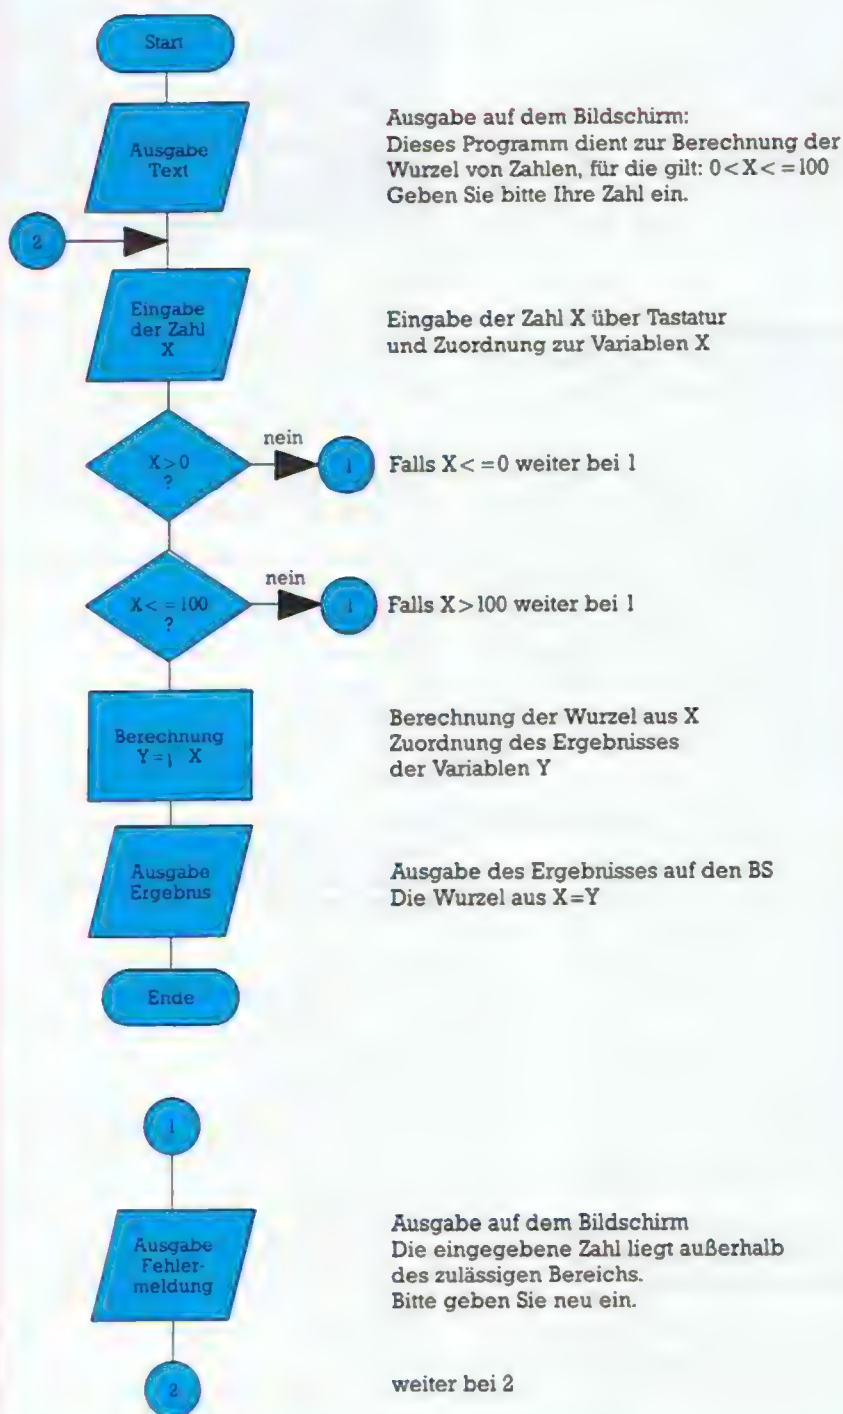 Start
Ausgabe
Text
Ausgabe auf dem Bildschirm:
Dieses Programm dient zur Berechnung der
Wurzel von Zahlen, für die gilt: 0<X< =100
Geben Sie bitte Ihre Zahl ein.
2
Eingabe
der Zahl
X
Eingabe der Zahl X über Tastatur
und Zuordnung zur Variablen X
X>0
?
nein
1
Falls X< =0 weiter bei 1
X< =100
?
nein
1
Falls X>100 weiter bei 1
Berechnung
Y=√ X
Berechnung der Wurzel aus X
Zuordnung des Ergebnisses
der Variablen Y
Ausgabe
Ergebnis
Ausgabe des Ergebnisses auf den BS
Die Wurzel aus X=Y
Ende
1
Ausgabe
Fehler-
meldung
Ausgabe auf dem Bildschirm
Die eingegebene Zahl liegt außerhalb
des zulässigen Bereichs.
Bitte geben Sie neu ein.
2
weiter bei 2